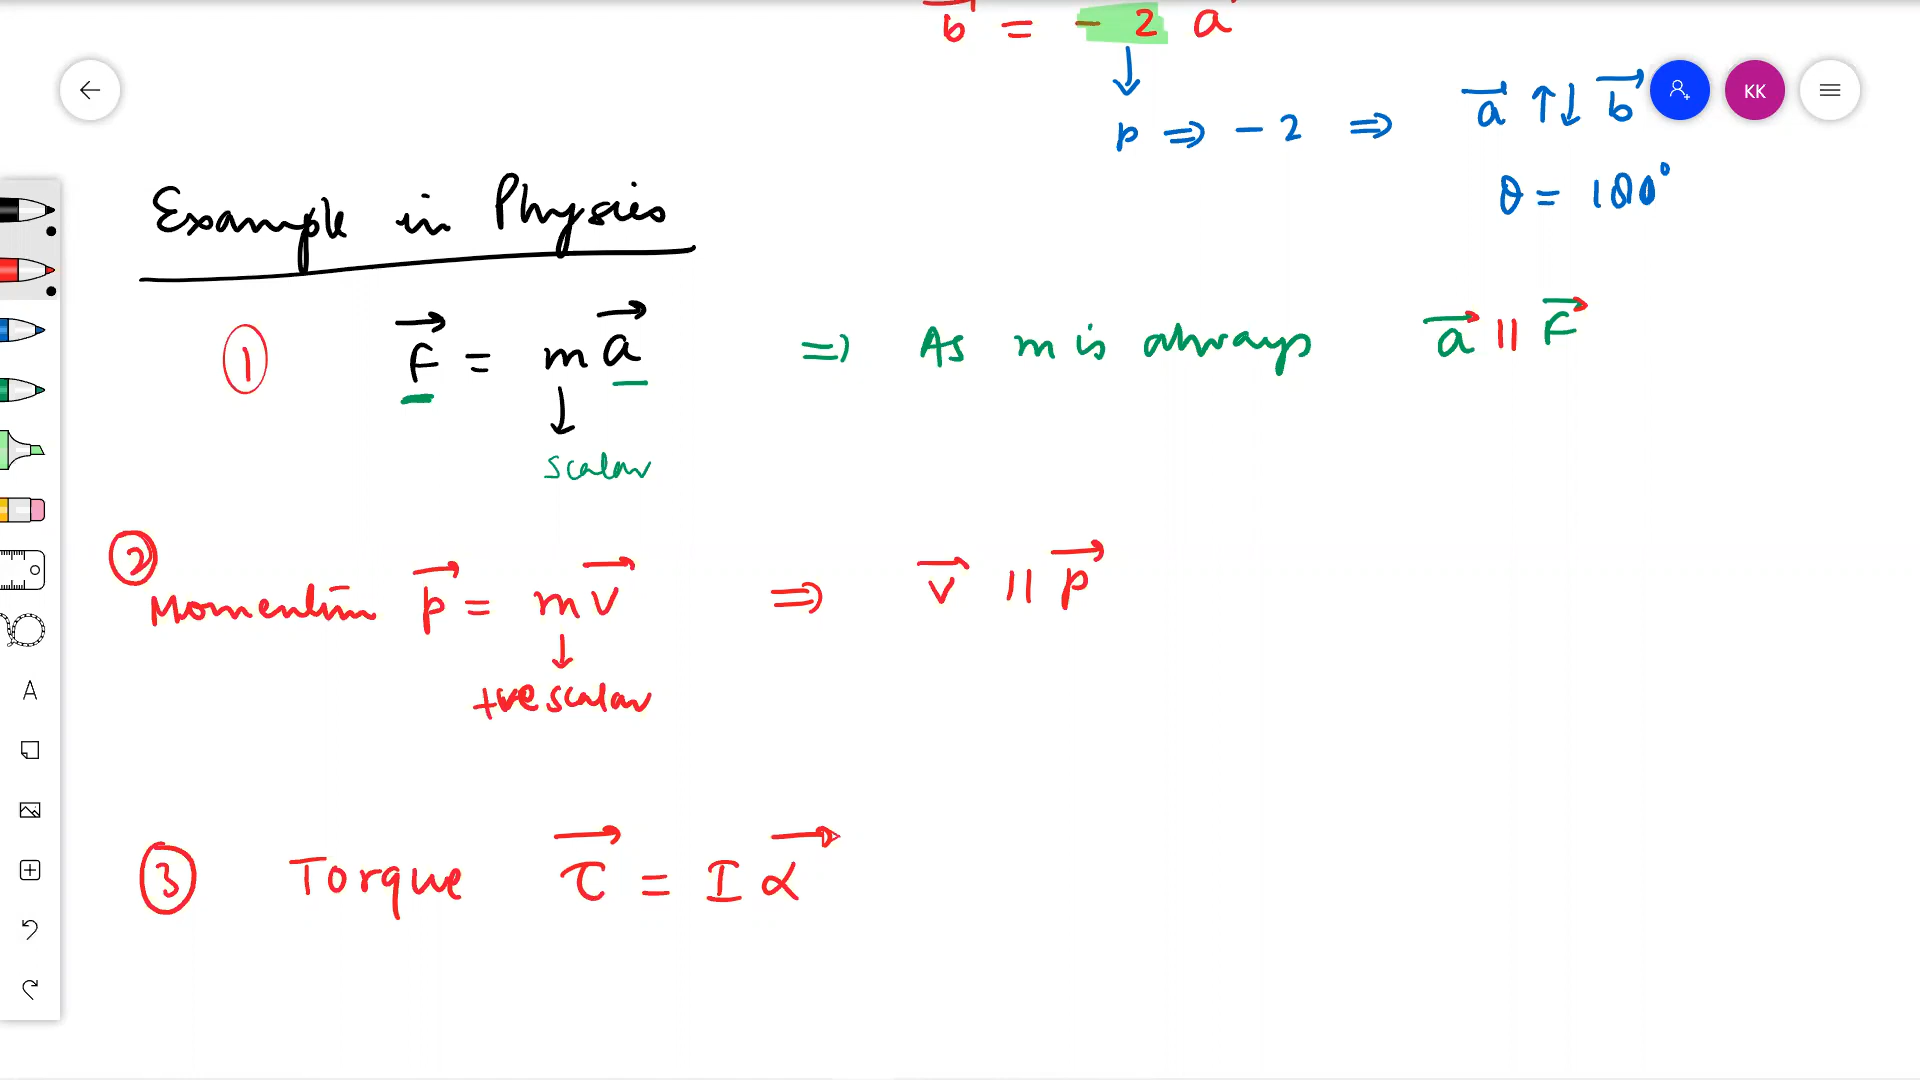 b⃗ = - 2 a⃗
↓
p ⇒ - 2 ⇒ a⃗ ↑↓ b⃗
KK
θ = 180°
Example in Physics
① F⃗ = m a⃗ ⇒ As m is always a⃗ || F⃗
↓
scalar
②
Momentum p⃗ = m v⃗ ⇒ v⃗ || p⃗
↓
+ve scalar
A
③ Torque τ⃗ = I α⃗